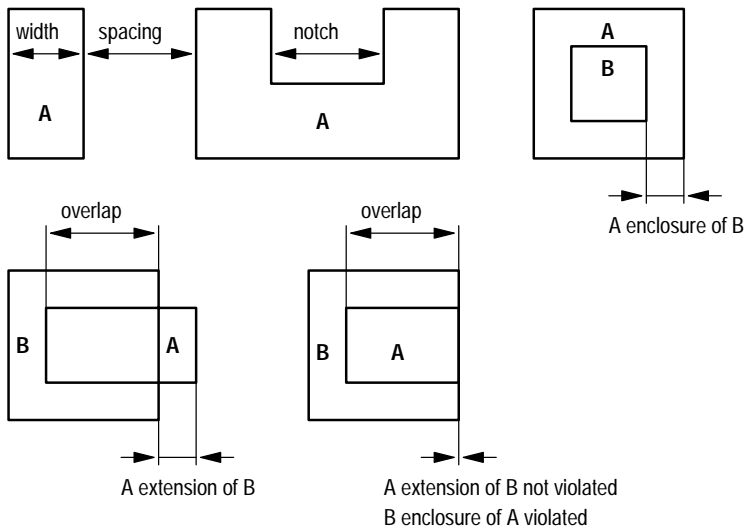 width
spacing
notch
A
B
A
A
A enclosure of B
overlap
overlap
B
A
B
A
A extension of B
A extension of B not violated
B enclosure of A violated